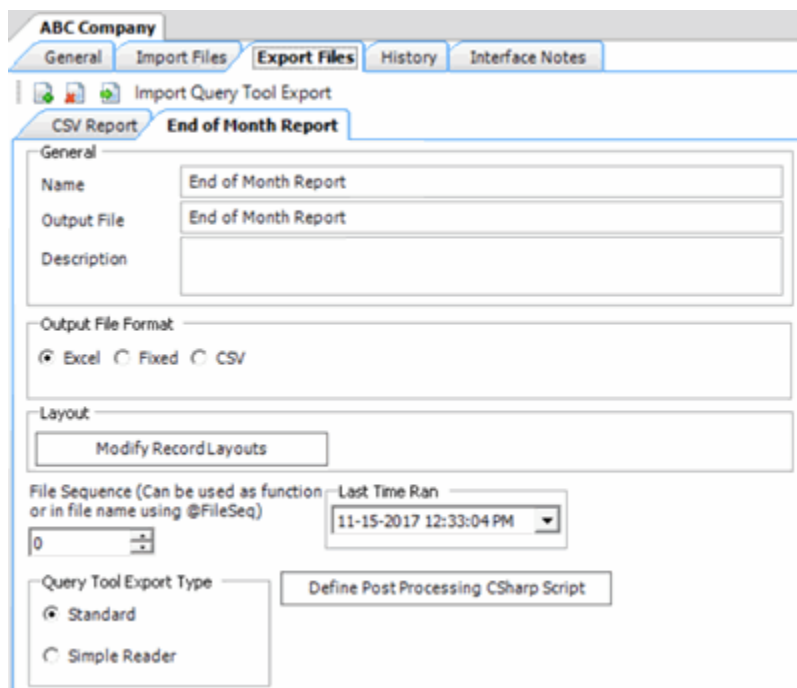 ABC Company
General Import Files Export Files History Interface Notes
Import Query Tool Export
CSV Report End of Month Report
General
Name End of Month Report
Output File End of Month Report
Description
Output File Format
Excel Fixed CSV
Layout
Modify Record Layouts
File Sequence (Can be used as function
or in file name using @FileSeq)
0
Last Time Ran
11-15-2017 12:33:04 PM
Query Tool Export Type
Standard
Simple Reader
Define Post Processing CSharp Script